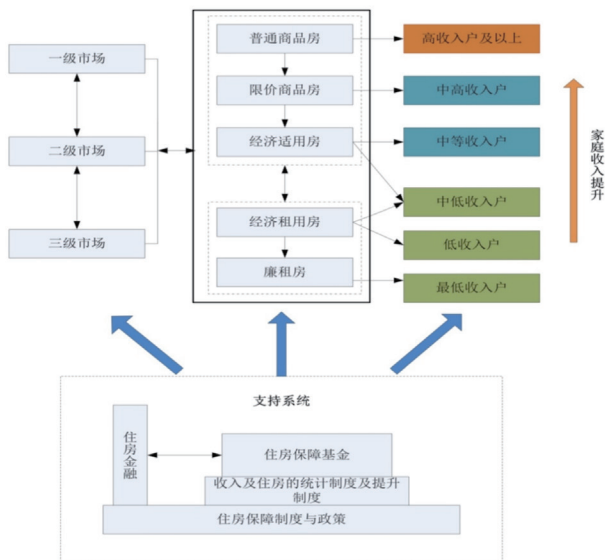 普通商品房
高收入户及以上
一级市场
限价商品房
中高收入户
二级市场
经济适用房
中等收入户
家庭收入提升
经济租用房
中低收入户
三级市场
低收入户
廉租房
最低收入户
支持系统
住房金融
住房保障基金
收入及住房的统计制度及提升
制度
住房保障制度与政策